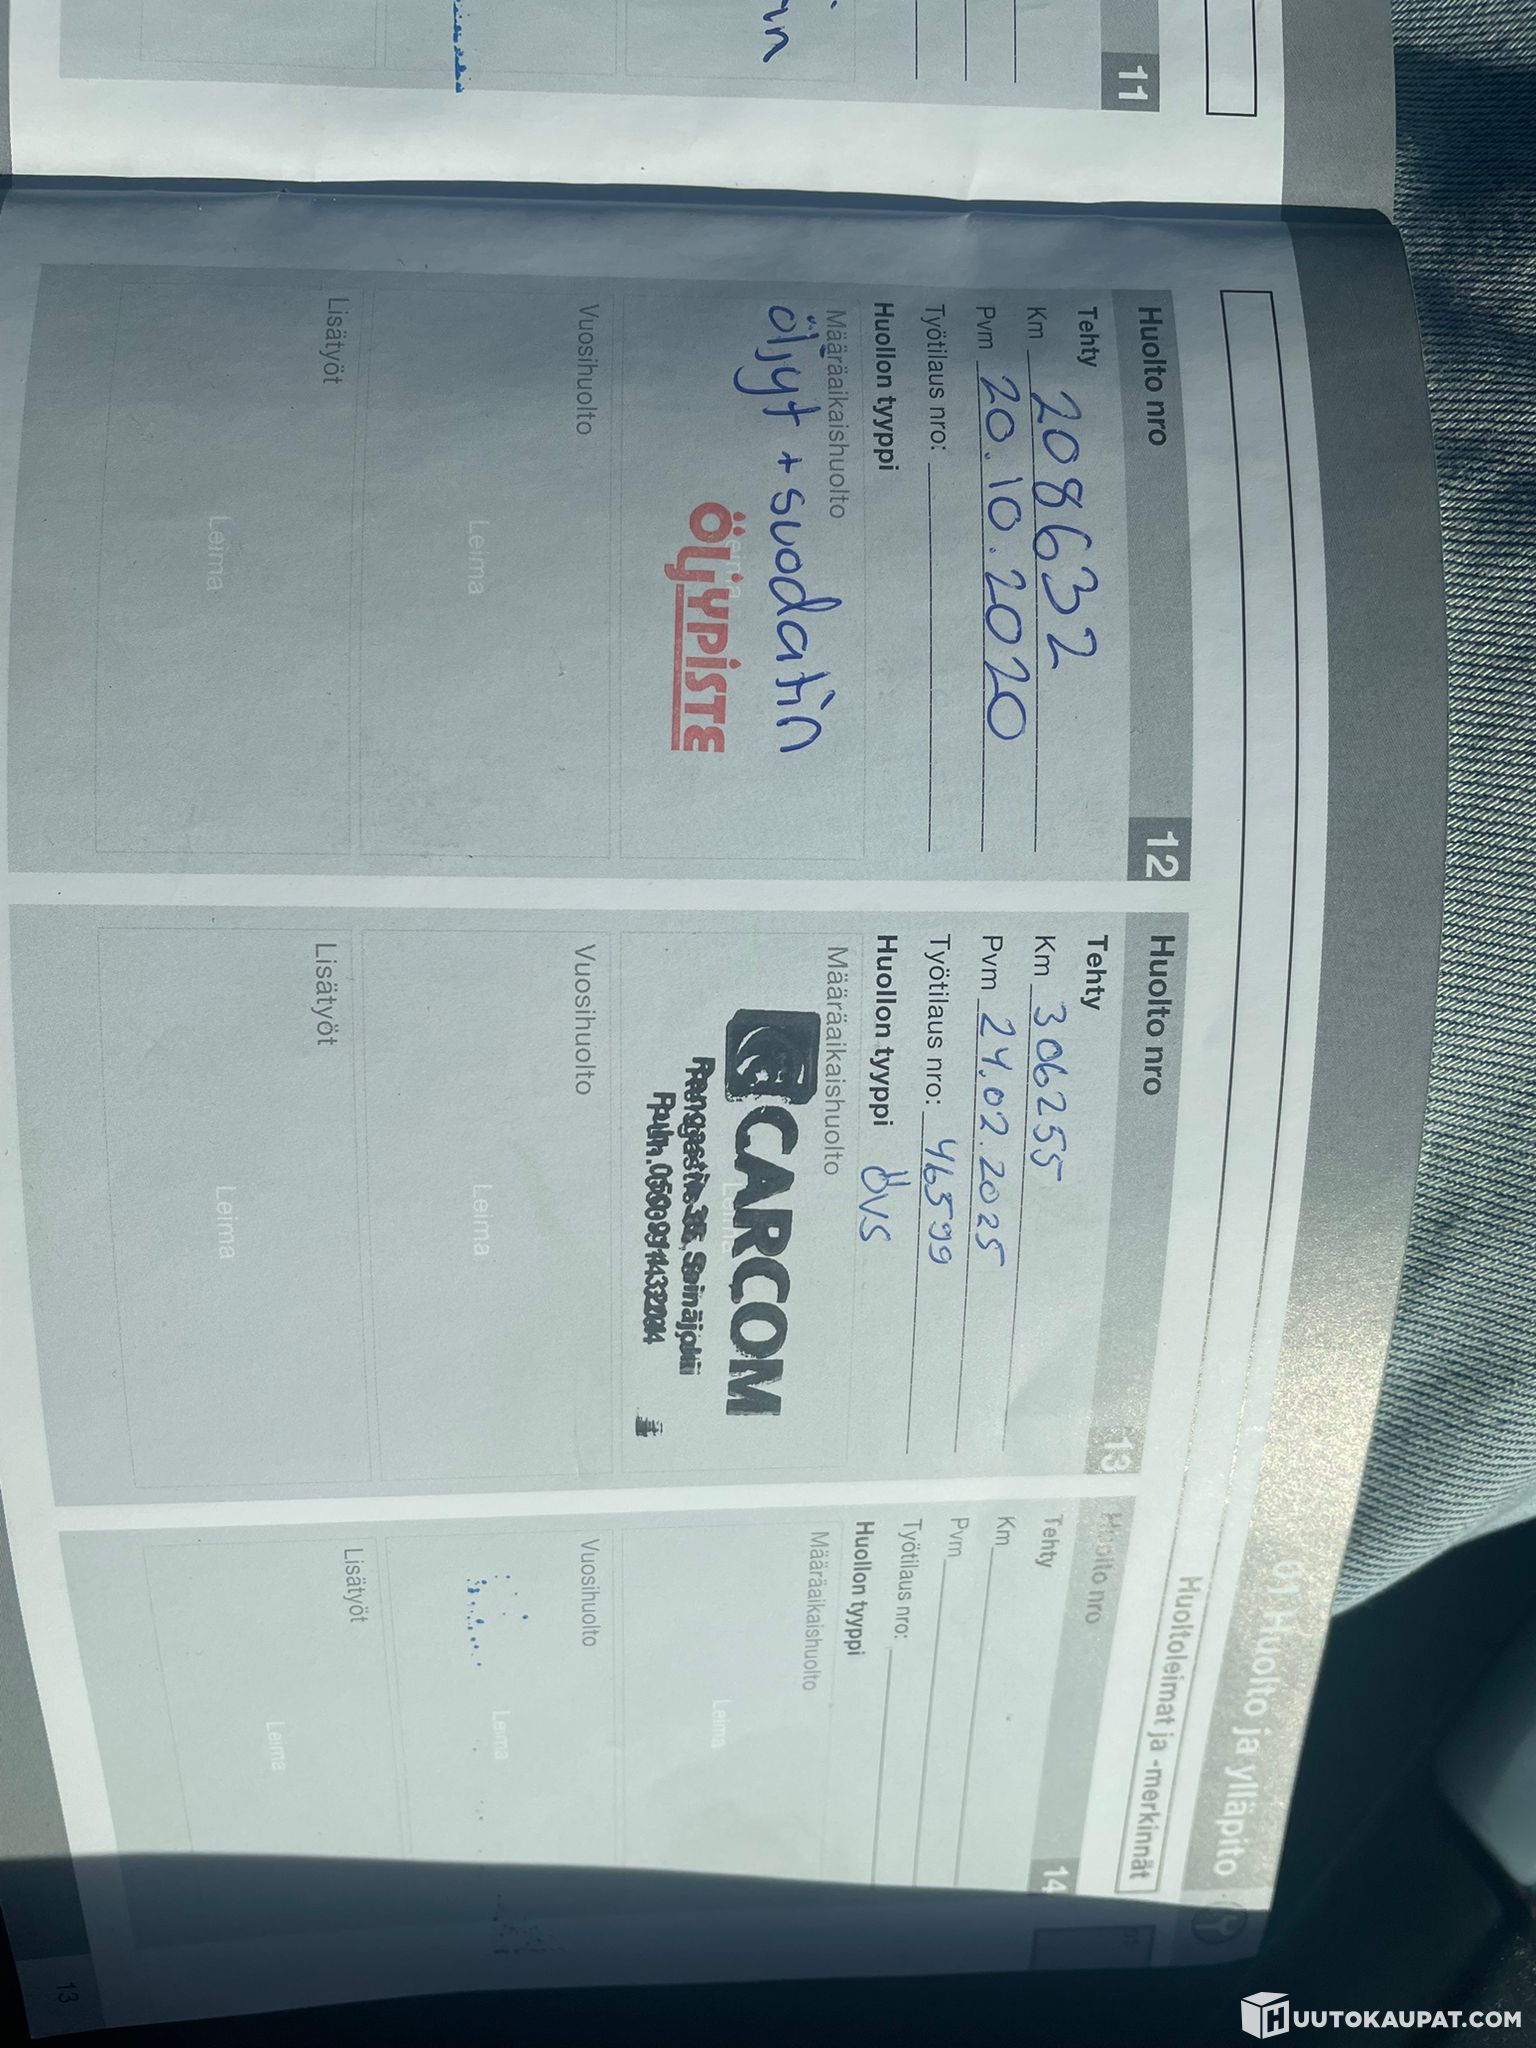 11
in
01 Huolto ja ylläpito
Huoltoleimat ja -merkinnät
Huolto nro 12
Tehty
Km 208632
Pvm 20.10.2020
Työtilaus nro:
Huollon tyyppi
Määräaikaishuolto
öljyt + suodatin
Leima
ÖLJYPISTE
Vuosihuolto
Leima
Lisätyöt
Leima
Huolto nro 13
Tehty
Km 306255
Pvm 24.02.2025
Työtilaus nro: 46599
Huollon tyyppi ÖVS
Määräaikaishuolto
Leima
CARCOM
Seinäjoki
Vuosihuolto
Leima
Lisätyöt
Leima
Huolto nro 14
Tehty
Km
Pvm
Työtilaus nro:
Huollon tyyppi
Määräaikaishuolto
Leima
Vuosihuolto
Leima
Lisätyöt
Leima
13
HUUTOKAUPAT.COM